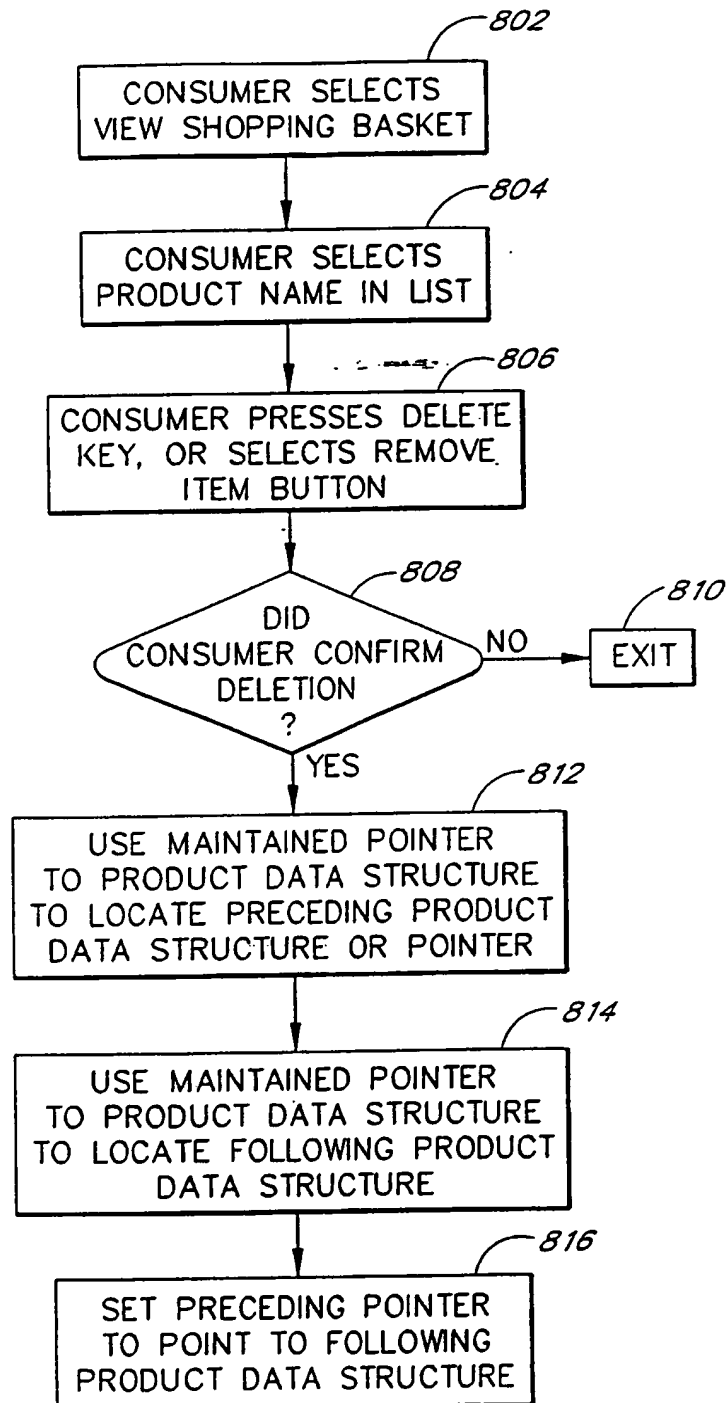 802
CONSUMER SELECTS
VIEW SHOPPING BASKET
804
CONSUMER SELECTS
PRODUCT NAME IN LIST
806
CONSUMER PRESSES DELETE
KEY, OR SELECTS REMOVE
ITEM BUTTON
808
DID
CONSUMER CONFIRM
DELETION
?
NO
810
EXIT
YES
812
USE MAINTAINED POINTER
TO PRODUCT DATA STRUCTURE
TO LOCATE PRECEDING PRODUCT
DATA STRUCTURE OR POINTER
814
USE MAINTAINED POINTER
TO PRODUCT DATA STRUCTURE
TO LOCATE FOLLOWING PRODUCT
DATA STRUCTURE
816
SET PRECEDING POINTER
TO POINT TO FOLLOWING
PRODUCT DATA STRUCTURE